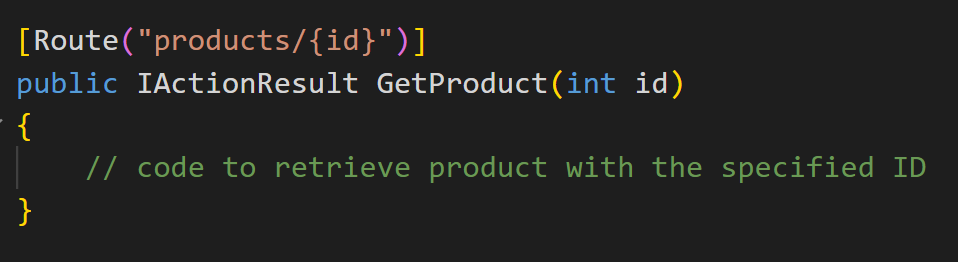 [Route("products/{id}")]
public IActionResult GetProduct(int id)
{
// code to retrieve product with the specified ID
}